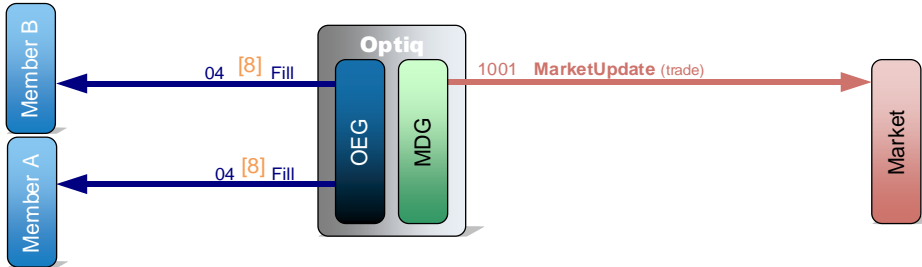 Member B
04 [8] Fill
Optiq
OEG
MDG
1001 MarketUpdate (trade)
Market
Member A
04 [8] Fill